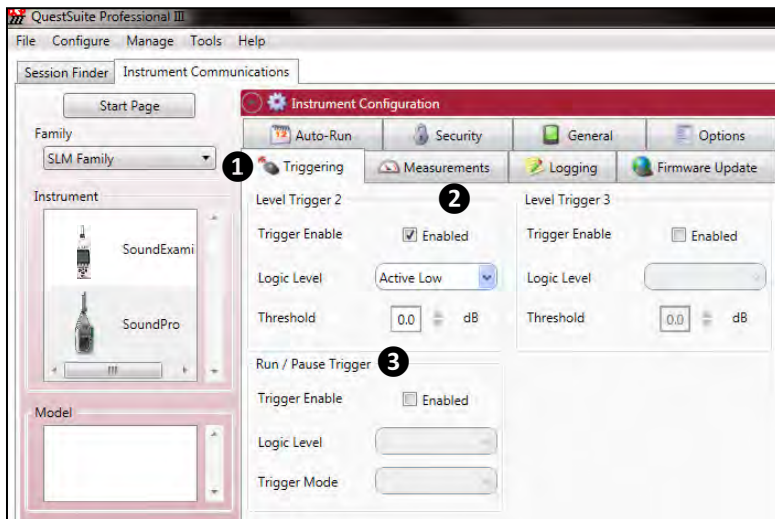 QuestSuite Professional III
File Configure Manage Tools Help
Session Finder Instrument Communications
Start Page
Family
SLM Family
Instrument
SoundExami
SoundPro
Model
Instrument Configuration
12 Auto-Run Security General Options
1 Triggering Measurements Logging Firmware Update
2
Level Trigger 2 Level Trigger 3
Trigger Enable Enabled Trigger Enable Enabled
Logic Level Active Low Logic Level
Threshold 0.0 dB Threshold 0.0 dB
Run / Pause Trigger 3
Trigger Enable Enabled
Logic Level
Trigger Mode